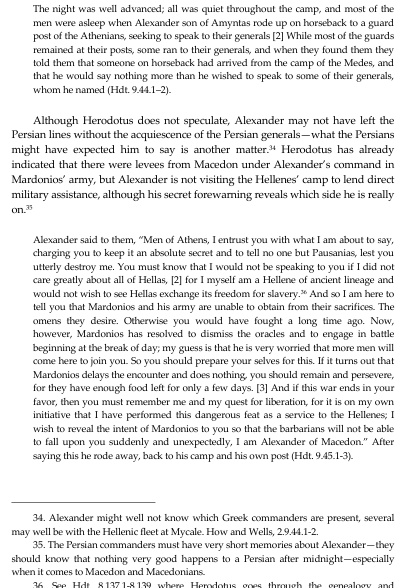 The night was well advanced; all was quiet throughout the camp, and most of the
men were asleep when Alexander son of Amyntas rode up on horseback to a guard
post of the Athenians, seeking to speak to their generals [2] While most of the guards
remained at their posts, some ran to their generals, and when they found them they
told them that someone on horseback had arrived from the camp of the Medes, and
that he would say nothing more than he wished to speak to some of their generals,
whom he named (Hdt. 9.44.1–2).
Although Herodotus does not speculate, Alexander may not have left the
Persian lines without the acquiescence of the Persian generals—what the Persians
might have expected him to say is another matter.³⁴ Herodotus has already
indicated that there were levees from Macedon under Alexander’s command in
Mardonios’ army, but Alexander is not visiting the Hellenes’ camp to lend direct
military assistance, although his secret forewarning reveals which side he is really
on.³⁵
Alexander said to them, “Men of Athens, I entrust you with what I am about to say,
charging you to keep it an absolute secret and to tell no one but Pausanias, lest you
utterly destroy me. You must know that I would not be speaking to you if I did not
care greatly about all of Hellas, [2] for I myself am a Hellene of ancient lineage and
would not wish to see Hellas exchange its freedom for slavery.³⁶ And so I am here to
tell you that Mardonios and his army are unable to obtain from their sacrifices. The
omens they desire. Otherwise you would have fought a long time ago. Now,
however, Mardonios has resolved to dismiss the oracles and to engage in battle
beginning at the break of day; my guess is that he is very worried that more men will
come here to join you. So you should prepare your selves for this. If it turns out that
Mardonios delays the encounter and does nothing, you should remain and persevere,
for they have enough food left for only a few days. [3] And if this war ends in your
favor, then you must remember me and my quest for liberation, for it is on my own
initiative that I have performed this dangerous feat as a service to the Hellenes; I
wish to reveal the intent of Mardonios to you so that the barbarians will not be able
to fall upon you suddenly and unexpectedly, I am Alexander of Macedon.” After
saying this he rode away, back to his camp and his own post (Hdt. 9.45.1-3).
34. Alexander might well not know which Greek commanders are present, several
may well be with the Hellenic fleet at Mycale. How and Wells, 2.9.44.1-2.
35. The Persian commanders must have very short memories about Alexander—they
should know that nothing very good happens to a Persian after midnight—especially
when it comes to Macedon and Macedonians.
36. See Hdt. 8.137.1-8.139 where Herodotus goes through the genealogy and